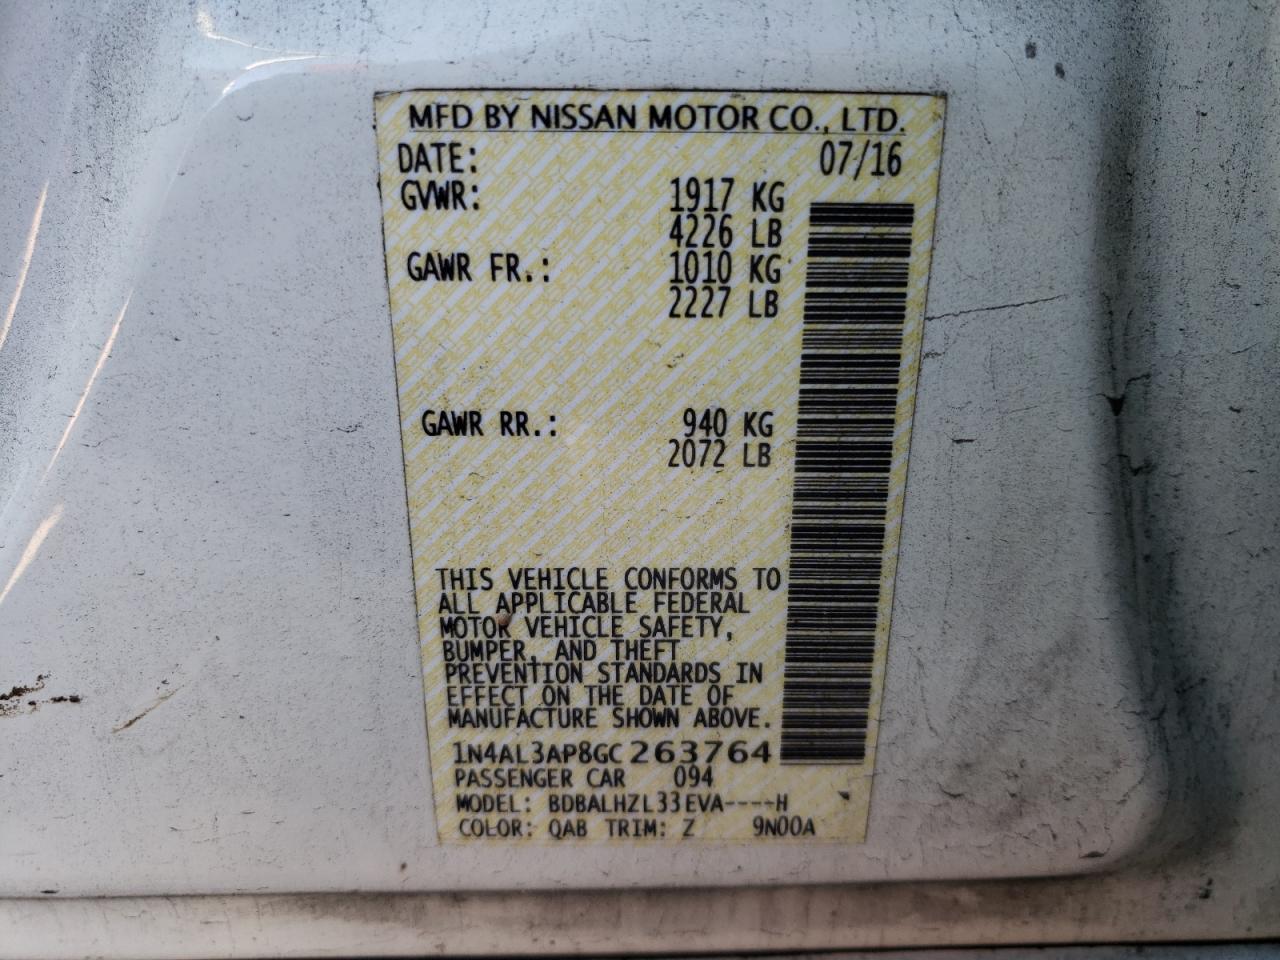 MFD BY NISSAN MOTOR CO., LTD.
DATE: 07/16
GVWR: 1917 KG
4226 LB
GAWR FR.: 1010 KG
2227 LB
GAWR RR.: 940 KG
2072 LB
THIS VEHICLE CONFORMS TO
ALL APPLICABLE FEDERAL
MOTOR VEHICLE SAFETY,
BUMPER, AND THEFT
PREVENTION STANDARDS IN
EFFECT ON THE DATE OF
MANUFACTURE SHOWN ABOVE.
1N4AL3AP8GC263764
PASSENGER CAR 094
MODEL: BDBALHZL33EVA----H
COLOR: QAB TRIM: Z 9N00A